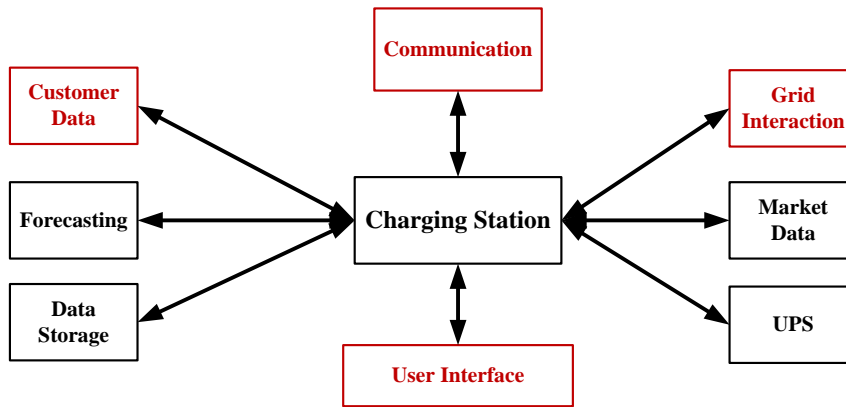 Communication
Customer
Data
Grid
Interaction
Forecasting
Charging Station
Market
Data
Data
Storage
UPS
User Interface